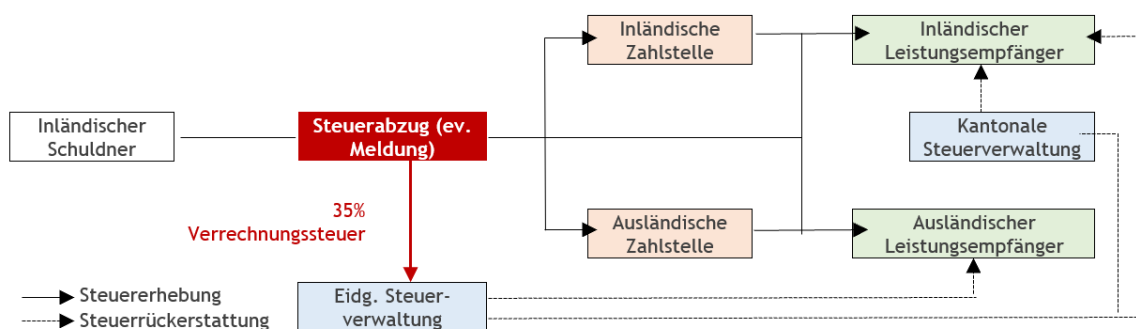 Inländische
Zahlstelle
Inländischer
Leistungsempfänger
Inländischer
Schuldner
Steuerabzug (ev.
Meldung)
Kantonale
Steuerverwaltung
35%
Verrechnungssteuer
Ausländische
Zahlstelle
Ausländischer
Leistungsempfänger
Steuererhebung
Steuerrückerstattung
Eidg. Steuer-
verwaltung